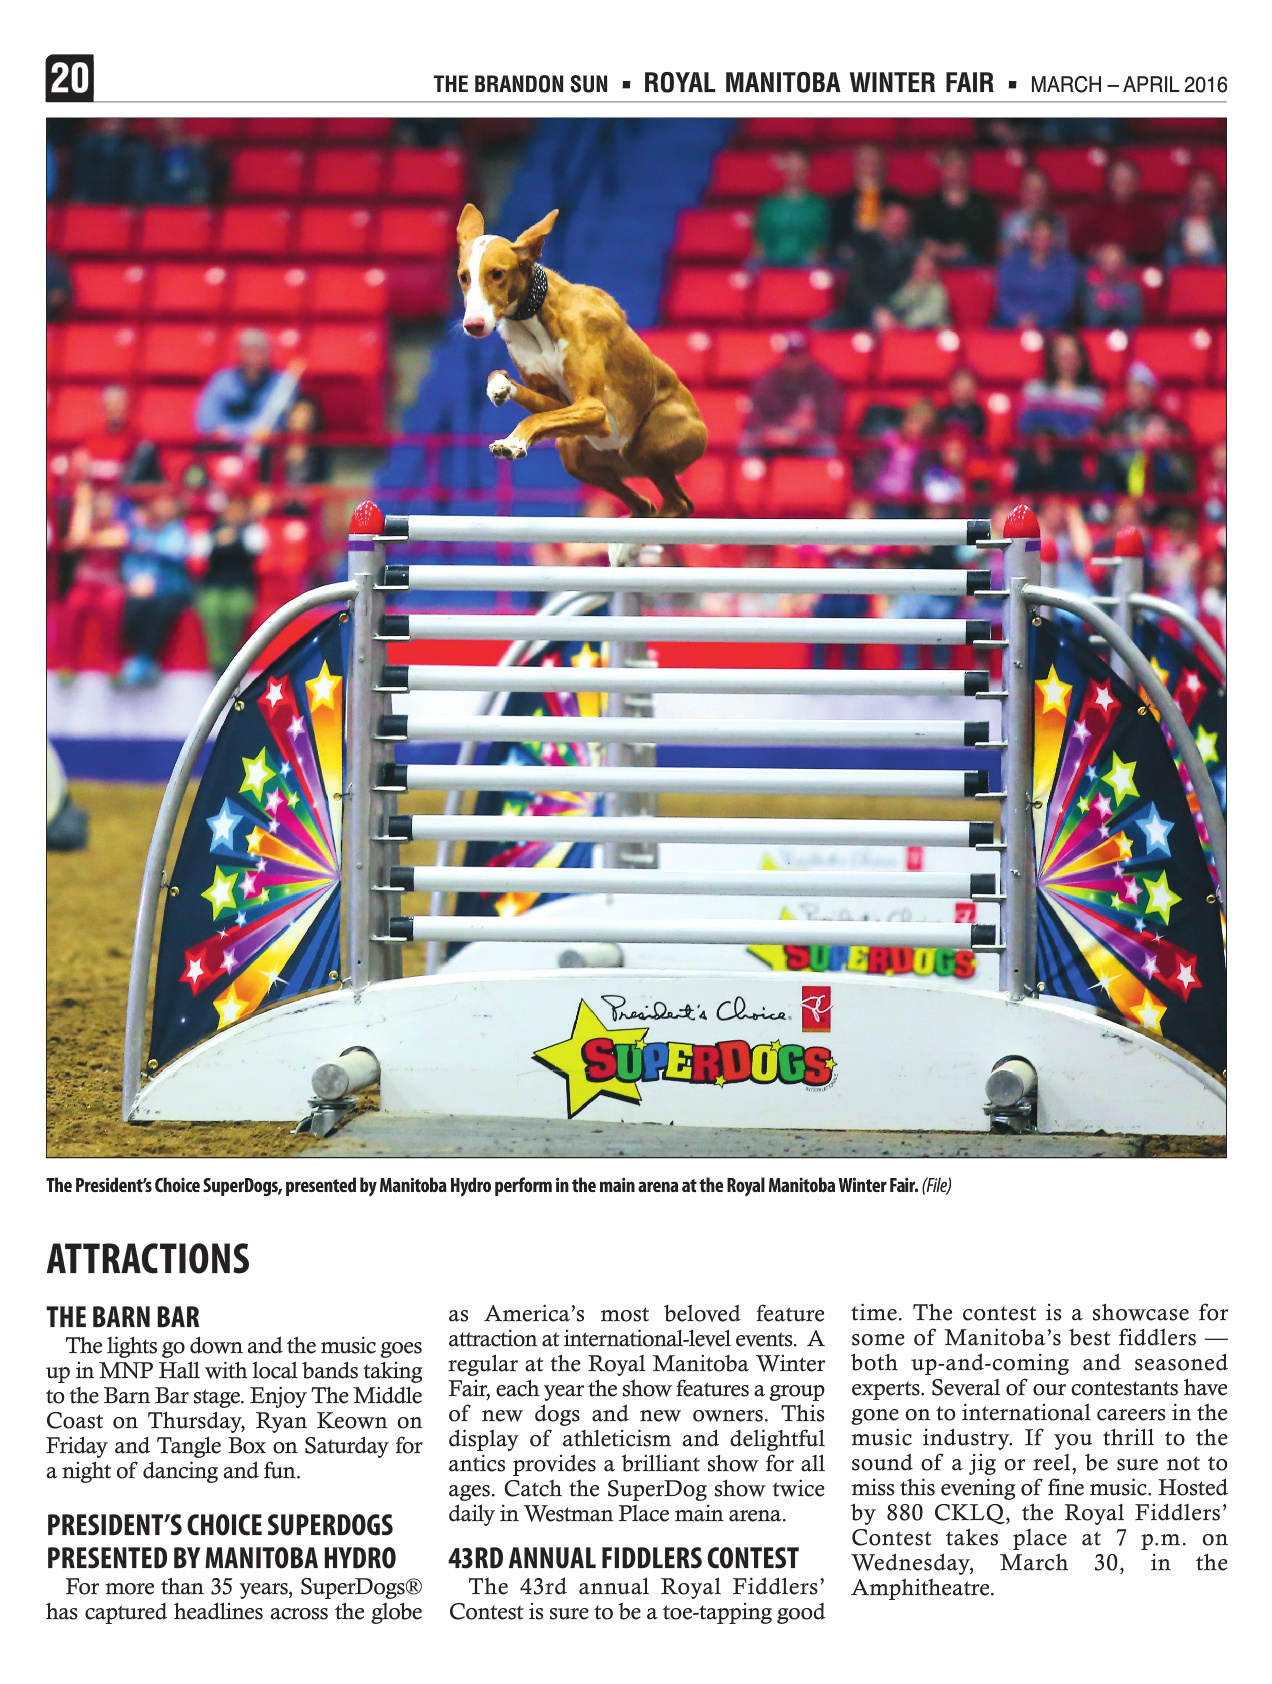 20
THE BRANDON SUN ▪ ROYAL MANITOBA WINTER FAIR ▪ MARCH – APRIL 2016
President's Choice
SUPERDOGS
President's Choice
SUPERDOGS
The President's Choice SuperDogs, presented by Manitoba Hydro perform in the main arena at the Royal Manitoba Winter Fair. (File)
ATTRACTIONS
THE BARN BAR
The lights go down and the music goes
up in MNP Hall with local bands taking
to the Barn Bar stage. Enjoy The Middle
Coast on Thursday, Ryan Keown on
Friday and Tangle Box on Saturday for
a night of dancing and fun.
PRESIDENT'S CHOICE SUPERDOGS
PRESENTED BY MANITOBA HYDRO
For more than 35 years, SuperDogs®
has captured headlines across the globe
as America's most beloved feature
attraction at international-level events. A
regular at the Royal Manitoba Winter
Fair, each year the show features a group
of new dogs and new owners. This
display of athleticism and delightful
antics provides a brilliant show for all
ages. Catch the SuperDog show twice
daily in Westman Place main arena.
43RD ANNUAL FIDDLERS CONTEST
The 43rd annual Royal Fiddlers'
Contest is sure to be a toe-tapping good
time. The contest is a showcase for
some of Manitoba's best fiddlers —
both up-and-coming and seasoned
experts. Several of our contestants have
gone on to international careers in the
music industry. If you thrill to the
sound of a jig or reel, be sure not to
miss this evening of fine music. Hosted
by 880 CKLQ, the Royal Fiddlers'
Contest takes place at 7 p.m. on
Wednesday, March 30, in the
Amphitheatre.